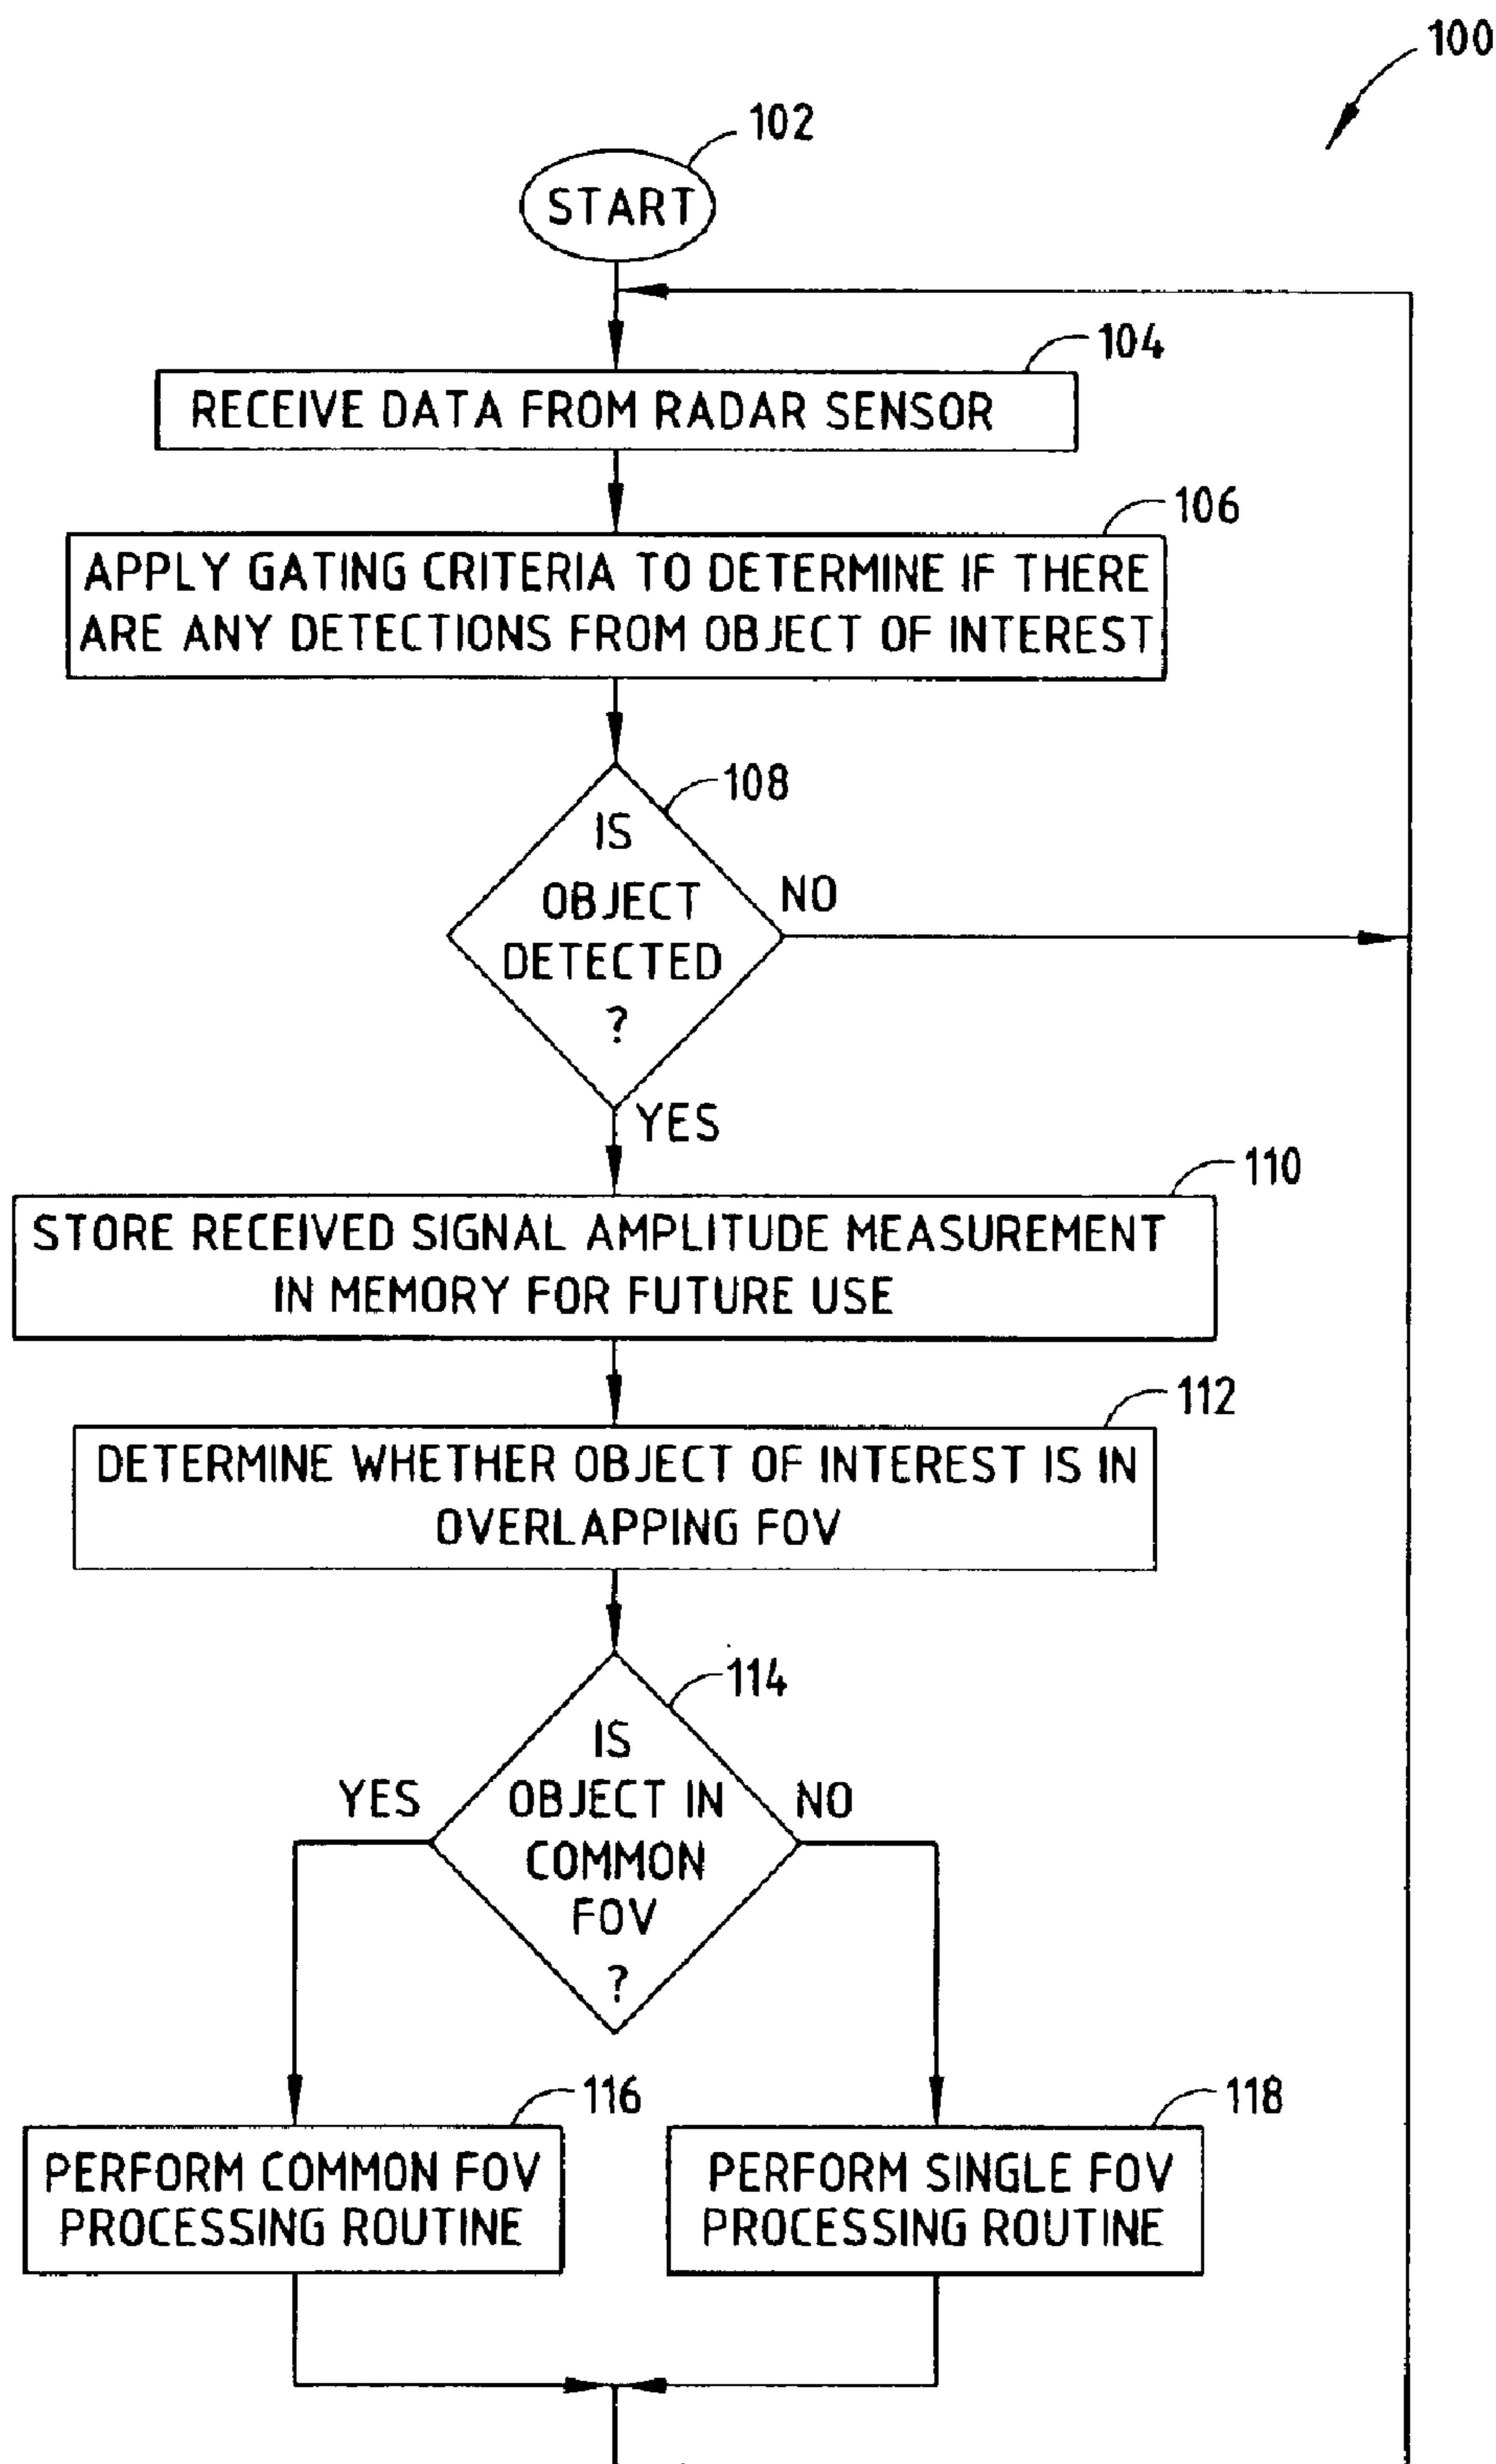 100
102
START
104
RECEIVE DATA FROM RADAR SENSOR
106
APPLY GATING CRITERIA TO DETERMINE IF THERE
ARE ANY DETECTIONS FROM OBJECT OF INTEREST
108
IS
OBJECT
DETECTED
?
NO
YES
110
STORE RECEIVED SIGNAL AMPLITUDE MEASUREMENT
IN MEMORY FOR FUTURE USE
112
DETERMINE WHETHER OBJECT OF INTEREST IS IN
OVERLAPPING FOV
114
IS
OBJECT IN
COMMON
FOV
?
YES
NO
116
PERFORM COMMON FOV
PROCESSING ROUTINE
118
PERFORM SINGLE FOV
PROCESSING ROUTINE